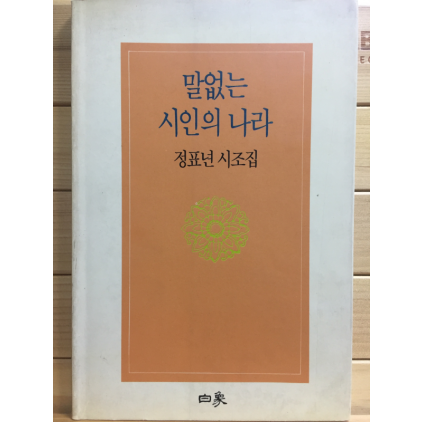 말없는
시인의 나라
정표년 시조집
白象